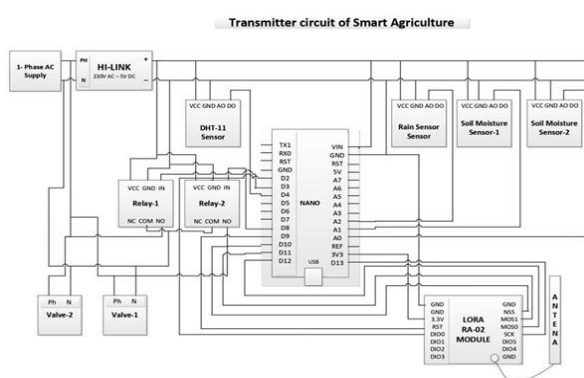 Transmitter circuit of Smart Agriculture
1- Phase AC
Supply
PH
N
HI-LINK
230V AC – 5V DC
+
−
VCC GND AO DO
DHT-11
Sensor
VCC GND AO DO
Rain Sensor
Sensor
VCC GND AO DO
Soil Moisture
Sensor-1
VCC GND AO DO
Soil Moisture
Sensor-2
VCC GND IN
Relay-1
NC COM NO
VCC GND IN
Relay-2
NC COM NO
TX1
RX0
RST
GND
D2
D3
D4
D5
D6
D7
D8
D9
D10
D11
D12
NANO
USB
VIN
GND
RST
5V
A7
A6
A5
A4
A3
A2
A1
A0
REF
3V3
D13
Ph N
Valve-2
Ph N
Valve-1
GND
GND
3.3V
RST
DIO0
DIO1
DIO2
DIO3
LORA
RA-02
MODULE
GND
NSS
MOS1
MOS0
SCK
DIO5
DIO4
GND
ANTENA